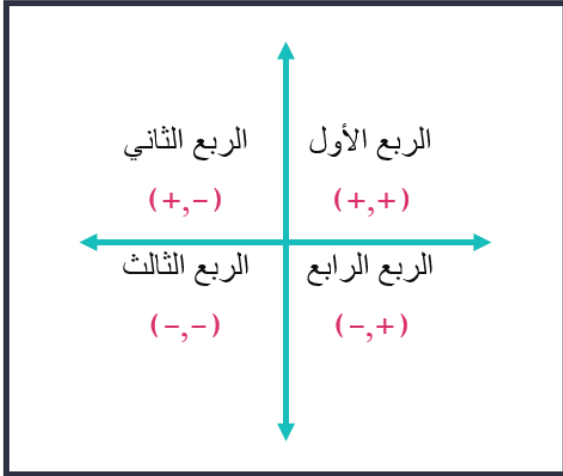 الربع الأول
(+,+)
الربع الثاني
(+,-)
الربع الرابع
(-,+)
الربع الثالث
(-,-)